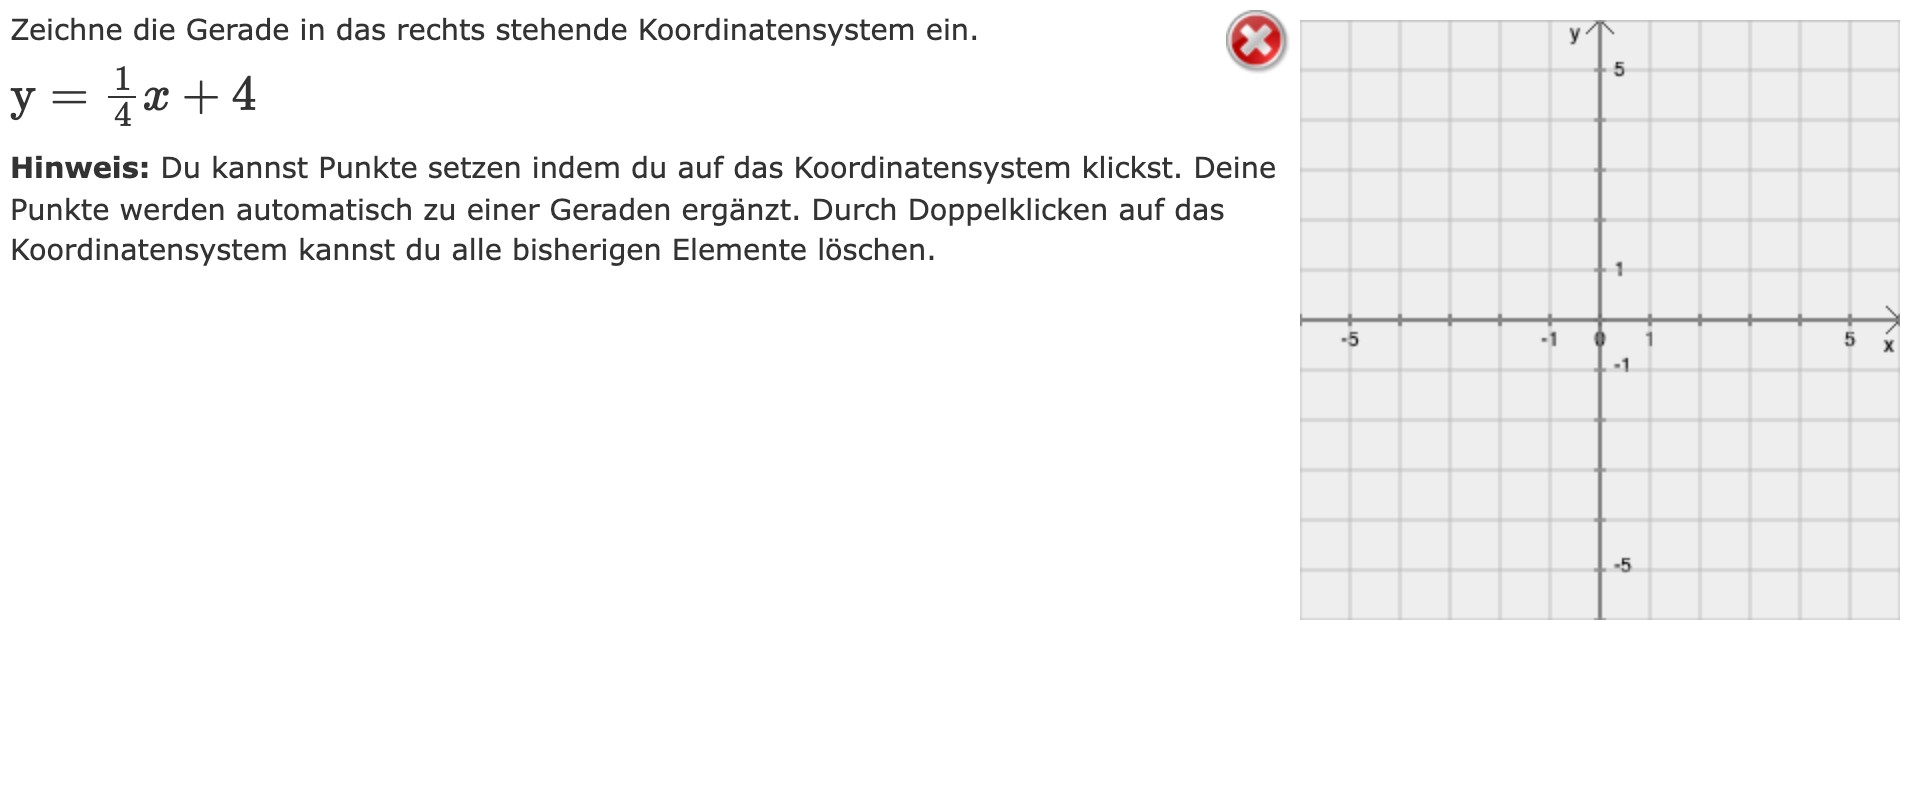 Zeichne die Gerade in das rechts stehende Koordinatensystem ein.
y = 1/4 x + 4
Hinweis: Du kannst Punkte setzen indem du auf das Koordinatensystem klickst. Deine
Punkte werden automatisch zu einer Geraden ergänzt. Durch Doppelklicken auf das
Koordinatensystem kannst du alle bisherigen Elemente löschen.
y
5
1
-5 -1 0 1 5 x
-1
-5